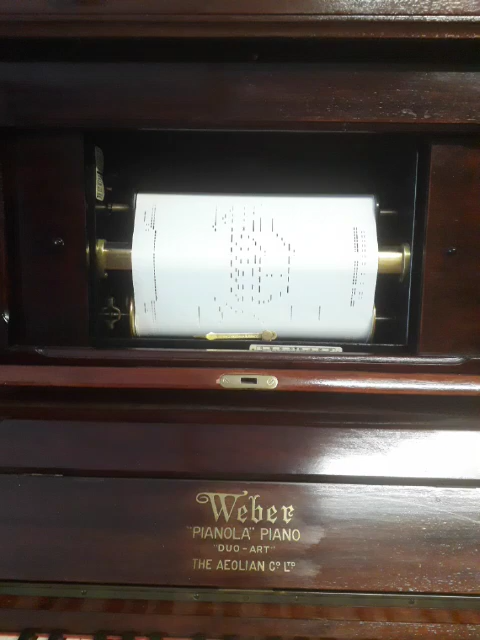 Weber
"PIANOLA" PIANO
"DUO-ART"
THE AEOLIAN Cº LTD